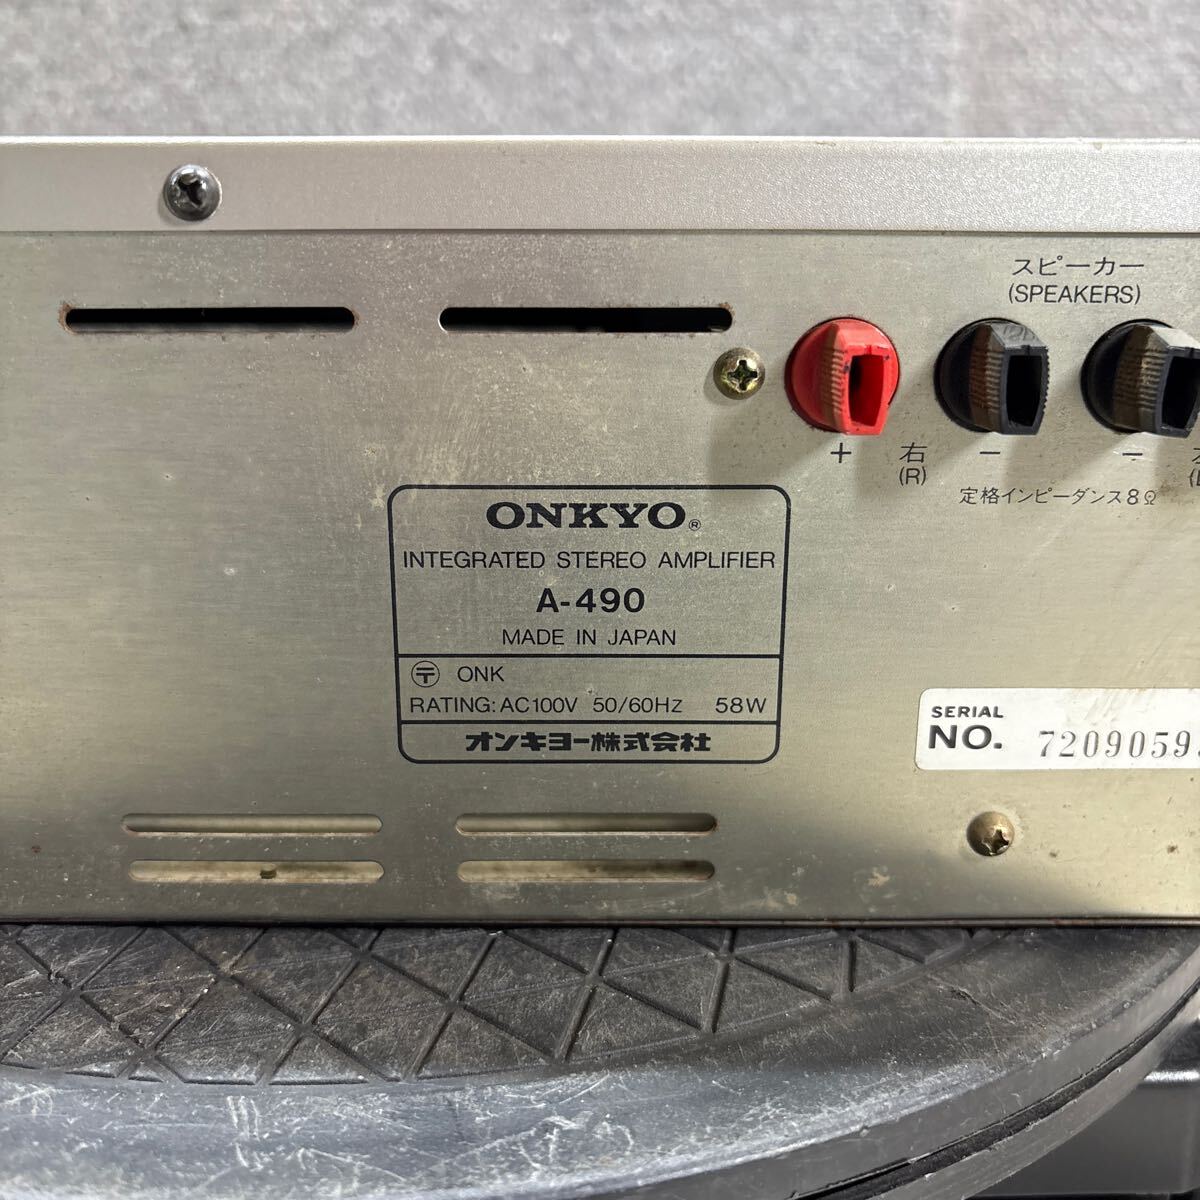 スピーカー
(SPEAKERS)
+ 右 − −
(R)
定格インピーダンス8Ω
ONKYO®
INTEGRATED STEREO AMPLIFIER
A-490
MADE IN JAPAN
〶 ONK
RATING: AC100V 50/60Hz 58W
オンキヨー株式会社
SERIAL
NO. 7209059